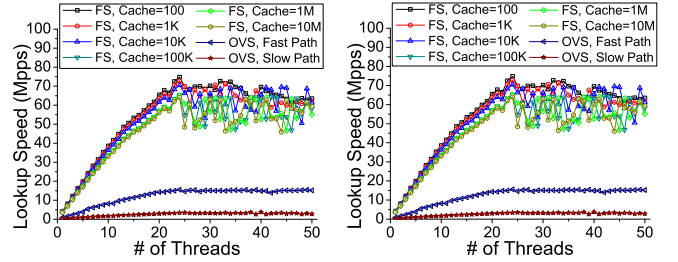 FS, Cache=100 FS, Cache=1M
FS, Cache=1K FS, Cache=10M
FS, Cache=10K OVS, Fast Path
FS, Cache=100K OVS, Slow Path
Lookup Speed (Mpps)
100
90
80
70
60
50
40
30
20
10
0
0 10 20 30 40 50
# of Threads
FS, Cache=100 FS, Cache=1M
FS, Cache=1K FS, Cache=10M
FS, Cache=10K OVS, Fast Path
FS, Cache=100K OVS, Slow Path
Lookup Speed (Mpps)
100
90
80
70
60
50
40
30
20
10
0
0 10 20 30 40 50
# of Threads